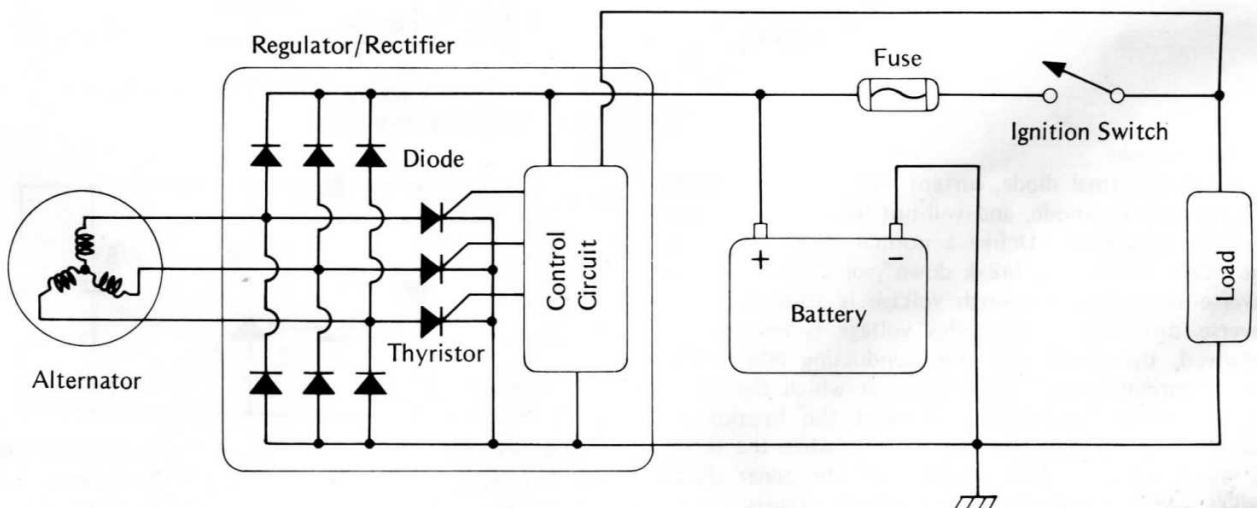 Regulator/Rectifier
Fuse
Ignition Switch
Diode
Control
Circuit
+
−
Battery
Load
Thyristor
Alternator